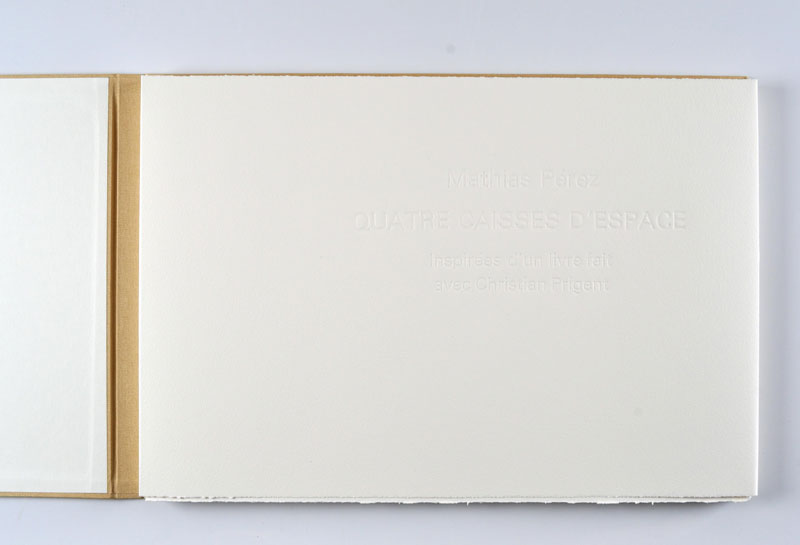 Mathias Pérez
QUATRE CAISSES D'ESPACE
Inspirées d'un livre fait
avec Christian Prigent